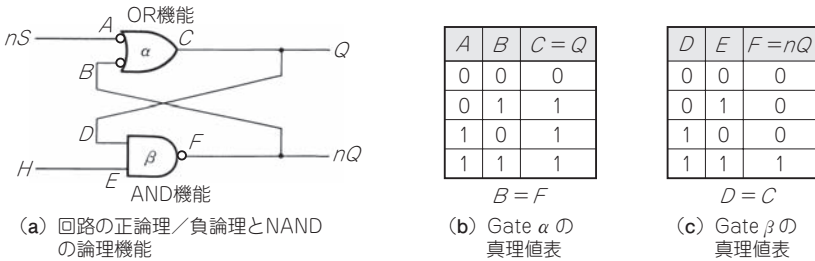 OR機能
nS A α C Q
B
D F
β nQ
H E
AND機能
(a) 回路の正論理/負論理とNAND
の論理機能
A B C=Q
0 0 0
0 1 1
1 0 1
1 1 1
B=F
(b) Gate αの
真理値表
D E F=nQ
0 0 0
0 1 0
1 0 0
1 1 1
D=C
(c) Gate βの
真理値表